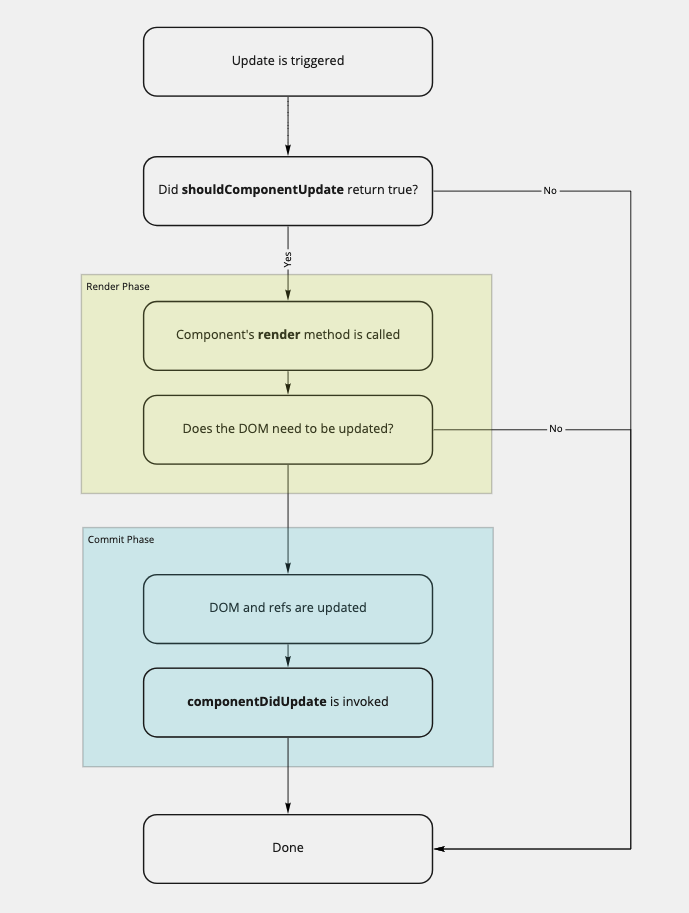 Update is triggered
Did shouldComponentUpdate return true?
No
Yes
Render Phase
Component's render method is called
Does the DOM need to be updated?
No
Commit Phase
DOM and refs are updated
componentDidUpdate is invoked
Done